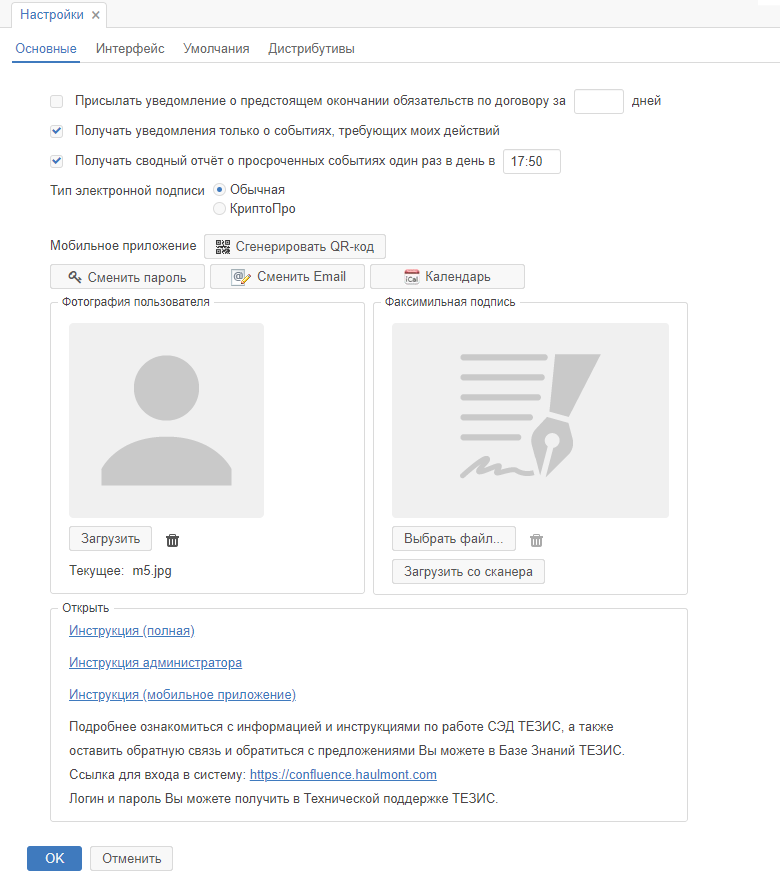 Настройки
Основные Интерфейс Умолчания Дистрибутивы
Присылать уведомление о предстоящем окончании обязательств по договору за дней
Получать уведомления только о событиях, требующих моих действий
Получать сводный отчёт о просроченных событиях один раз в день в 17:50
Тип электронной подписи Обычная
КриптоПро
Мобильное приложение Сгенерировать QR-код
Сменить пароль @ Сменить Email iCal Календарь
Фотография пользователя Факсимильная подпись
Загрузить Выбрать файл...
Текущее: m5.jpg Загрузить со сканера
Открыть
Инструкция (полная)
Инструкция администратора
Инструкция (мобильное приложение)
Подробнее ознакомиться с информацией и инструкциями по работе СЭД ТЕЗИС, а также
оставить обратную связь и обратиться с предложениями Вы можете в Базе Знаний ТЕЗИС.
Ссылка для входа в систему: https://confluence.haulmont.com
Логин и пароль Вы можете получить в Технической поддержке ТЕЗИС.
OK Отменить